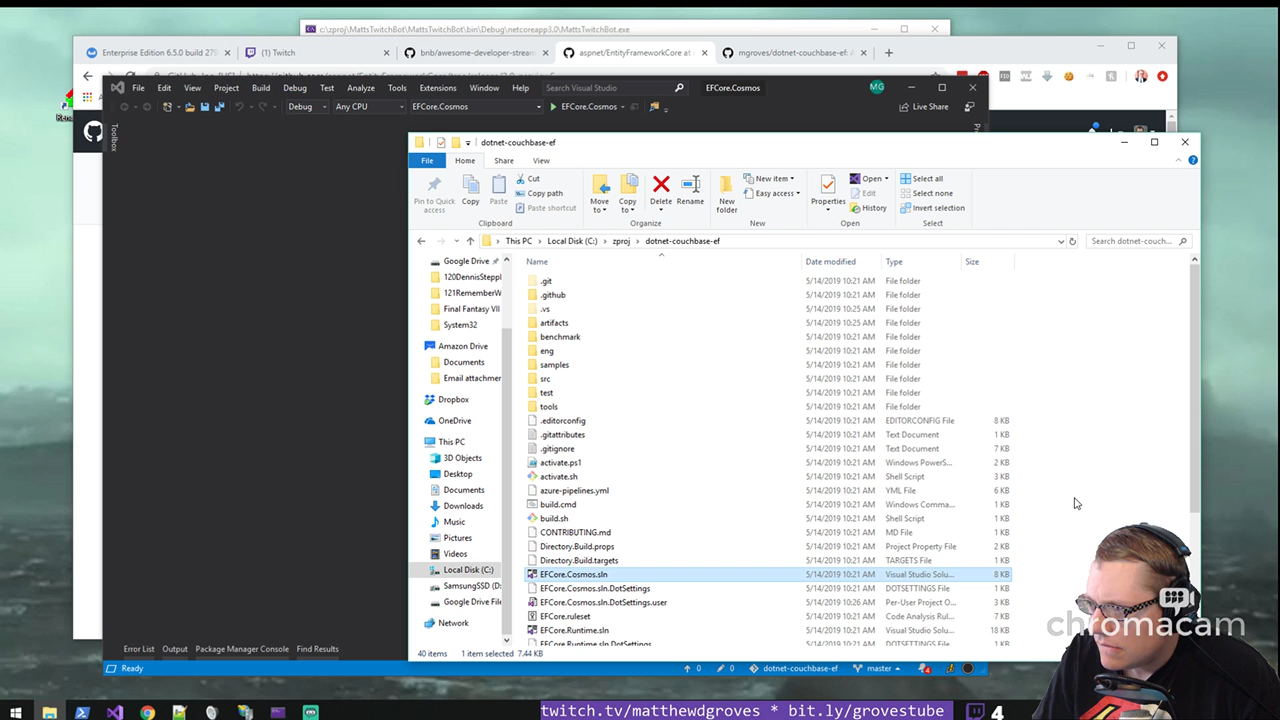 c:\zproj\MattsTwitchBot\MattsTwitchBot\bin\Debug\netcoreapp3.0\MattsTwitchBot.exe
Enterprise Edition 6.5.0 build 27
(1) Twitch
bnb/awesome-developer-stream
aspnet/EntityFrameworkCore at
mgroves/dotnet-couchbase-ef: A
File Edit View Project Build Debug Test Analyze Tools Extensions Window Help
Search Visual Studio
EFCore.Cosmos
MG
Debug
Any CPU
EFCore.Cosmos
EFCore.Cosmos
Live Share
Toolbox
dotnet-couchbase-ef
File Home Share View
Pin to Quick access
Copy
Paste
Cut
Copy path
Paste shortcut
Clipboard
Move to
Copy to
Delete
Rename
Organize
New folder
New item
Easy access
New
Properties
Open
Edit
History
Open
Select all
Select none
Invert selection
Select
This PC
Local Disk (C:)
zproj
dotnet-couchbase-ef
Search dotnet-couch...
Name Date modified Type Size
Google Drive
120DennisStepp
121RememberW
Final Fantasy VII
System32
Amazon Drive
Documents
Email attachmen
Dropbox
OneDrive
This PC
3D Objects
Desktop
Documents
Downloads
Music
Pictures
Videos
Local Disk (C:)
SamsungSSD (D:
Google Drive File
Network
.git 5/14/2019 10:21 AM File folder
.github 5/14/2019 10:21 AM File folder
.vs 5/14/2019 10:25 AM File folder
artifacts 5/14/2019 10:25 AM File folder
benchmark 5/14/2019 10:21 AM File folder
eng 5/14/2019 10:21 AM File folder
samples 5/14/2019 10:21 AM File folder
src 5/14/2019 10:21 AM File folder
test 5/14/2019 10:21 AM File folder
tools 5/14/2019 10:21 AM File folder
.editorconfig 5/14/2019 10:21 AM EDITORCONFIG File 8 KB
.gitattributes 5/14/2019 10:21 AM Text Document 1 KB
.gitignore 5/14/2019 10:21 AM Text Document 7 KB
activate.ps1 5/14/2019 10:21 AM Windows PowerS... 2 KB
activate.sh 5/14/2019 10:21 AM Shell Script 3 KB
azure-pipelines.yml 5/14/2019 10:21 AM YML File 6 KB
build.cmd 5/14/2019 10:21 AM Windows Comma... 1 KB
build.sh 5/14/2019 10:21 AM Shell Script 1 KB
CONTRIBUTING.md 5/14/2019 10:21 AM MD File 1 KB
Directory.Build.props 5/14/2019 10:21 AM Project Property File 2 KB
Directory.Build.targets 5/14/2019 10:21 AM TARGETS File 1 KB
EFCore.Cosmos.sln 5/14/2019 10:21 AM Visual Studio Solu... 8 KB
EFCore.Cosmos.sln.DotSettings 5/14/2019 10:21 AM DOTSETTINGS File 1 KB
EFCore.Cosmos.sln.DotSettings.user 5/14/2019 10:26 AM Per-User Project O... 3 KB
EFCore.ruleset 5/14/2019 10:21 AM Code Analysis Rul... 7 KB
EFCore.Runtime.sln 5/14/2019 10:21 AM Visual Studio Solu... 18 KB
40 items 1 item selected 7.44 KB
Error List Output Package Manager Console Find Results
Ready
0
0
dotnet-couchbase-ef
master
4
chromacam
twitch.tv/matthewdgroves * bit.ly/grovestube
4